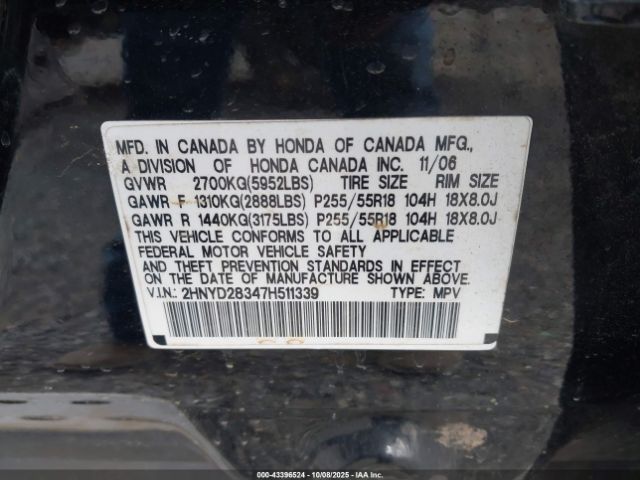 MFD. IN CANADA BY HONDA OF CANADA MFG.,
A DIVISION OF HONDA CANADA INC. 11/06
GVWR 2700KG(5952LBS) TIRE SIZE RIM SIZE
GAWR F 1310KG(2888LBS) P255/55R18 104H 18X8.0J
GAWR R 1440KG(3175LBS) P255/55R18 104H 18X8.0J
THIS VEHICLE CONFORMS TO ALL APPLICABLE
FEDERAL MOTOR VEHICLE SAFETY
AND THEFT PREVENTION STANDARDS IN EFFECT
ON THE DATE OF MANUFACTURE SHOWN ABOVE.
V.I.N.: 2HNYD28347H511339 TYPE: MPV
00-43396524 | 10/08/2025 | IAA Inc.